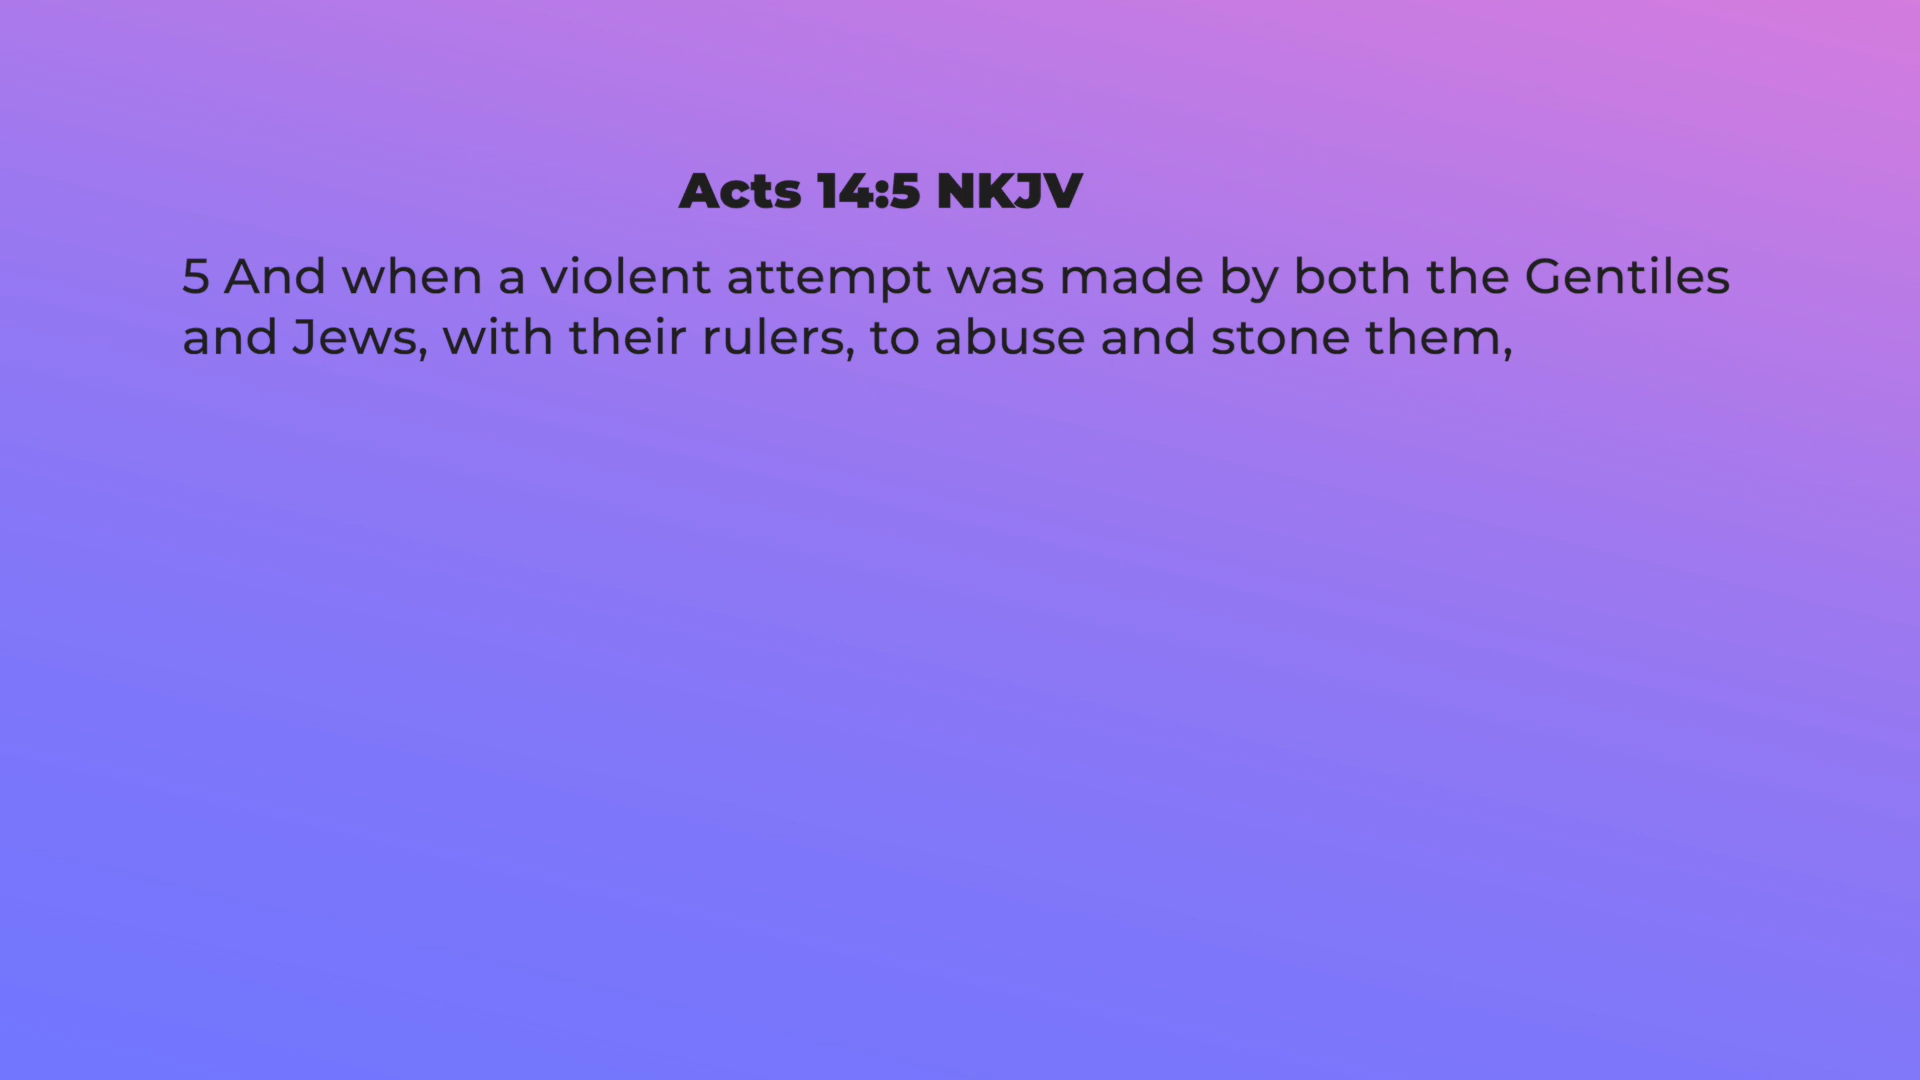 Acts 14:5 NKJV
5 And when a violent attempt was made by both the Gentiles
and Jews, with their rulers, to abuse and stone them,